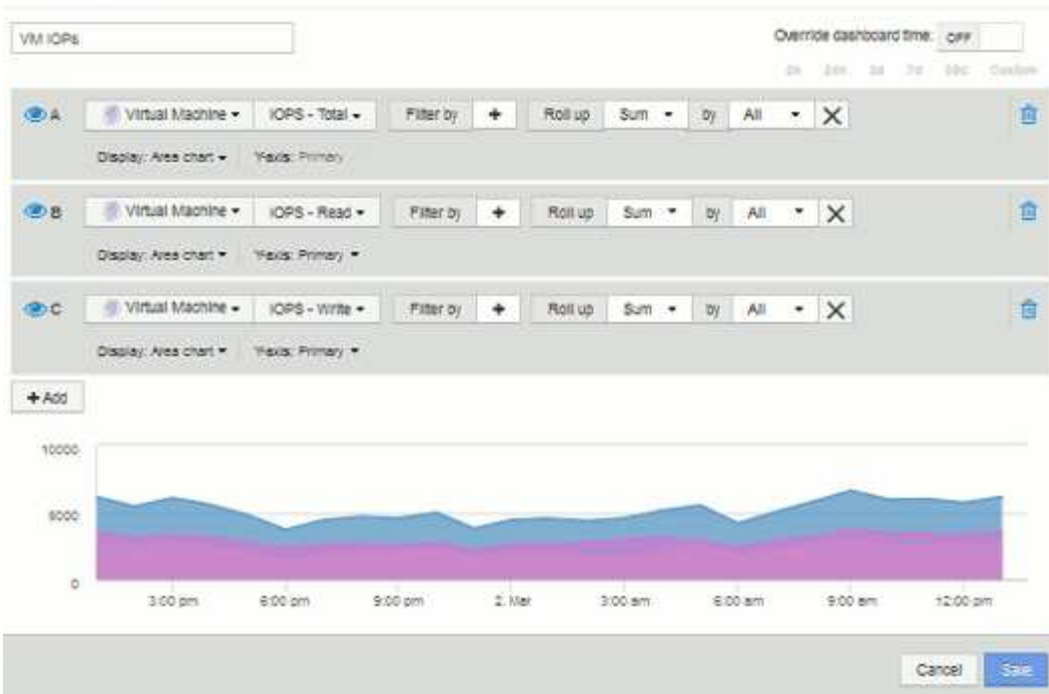 VM IOPs
Override dashboard time: OFF
3d 7d Custom
A Virtual Machine IOPS - Total Filter by + Roll up Sum by All X
Display: Area chart Y-axis: Primary
B Virtual Machine IOPS - Read Filter by + Roll up Sum by All X
Display: Area chart Y-axis: Primary
C Virtual Machine IOPS - Write Filter by + Roll up Sum by All X
Display: Area chart Y-axis: Primary
+ Add
10000
5000
0
3:00 pm 6:00 pm 9:00 pm 2. Mar 3:00 am 6:00 am 9:00 am 12:00 pm
Cancel Save